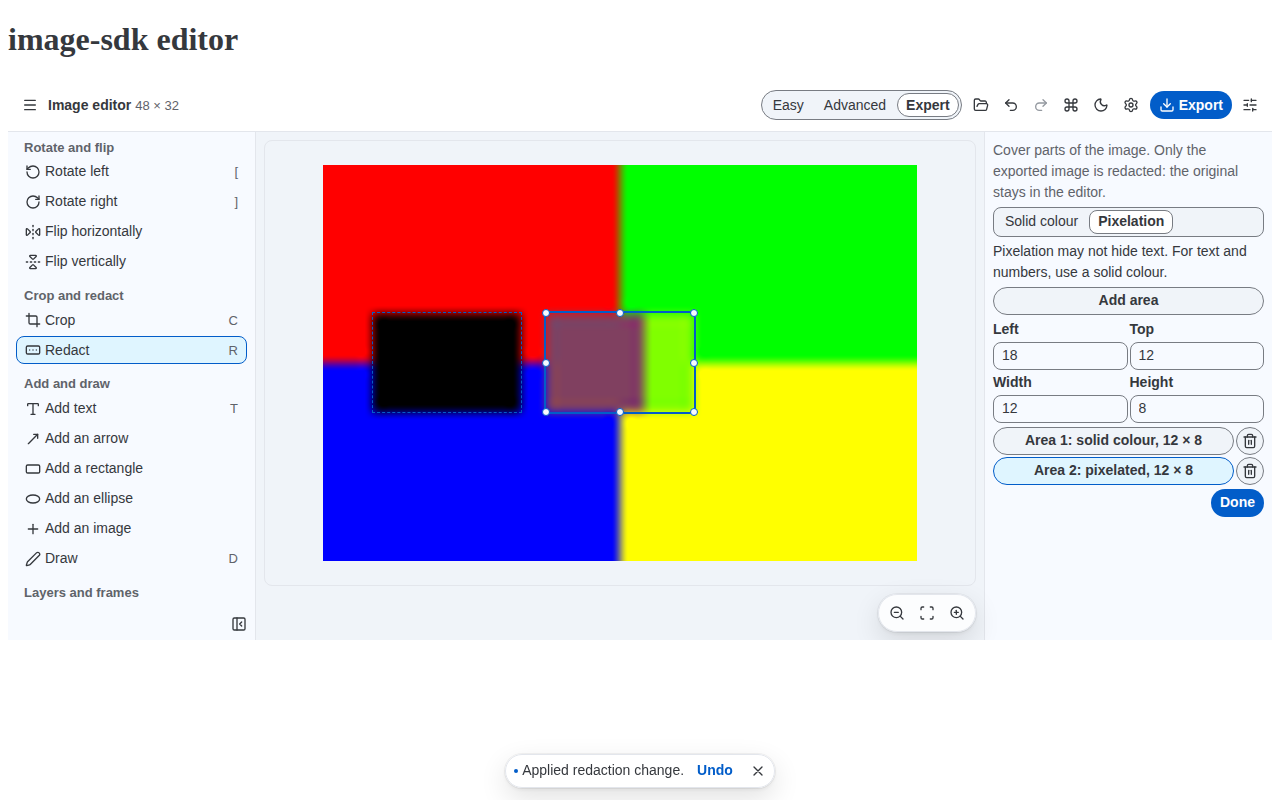 image-sdk editor
Image editor 48 × 32
Easy Advanced Expert
Export
Rotate and flip
Rotate left [
Rotate right ]
Flip horizontally
Flip vertically
Crop and redact
Crop C
Redact R
Add and draw
Add text T
Add an arrow
Add a rectangle
Add an ellipse
Add an image
Draw D
Layers and frames
Cover parts of the image. Only the
exported image is redacted: the original
stays in the editor.
Solid colour Pixelation
Pixelation may not hide text. For text and
numbers, use a solid colour.
Add area
Left Top
18 12
Width Height
12 8
Area 1: solid colour, 12 × 8
Area 2: pixelated, 12 × 8
Done
Applied redaction change. Undo